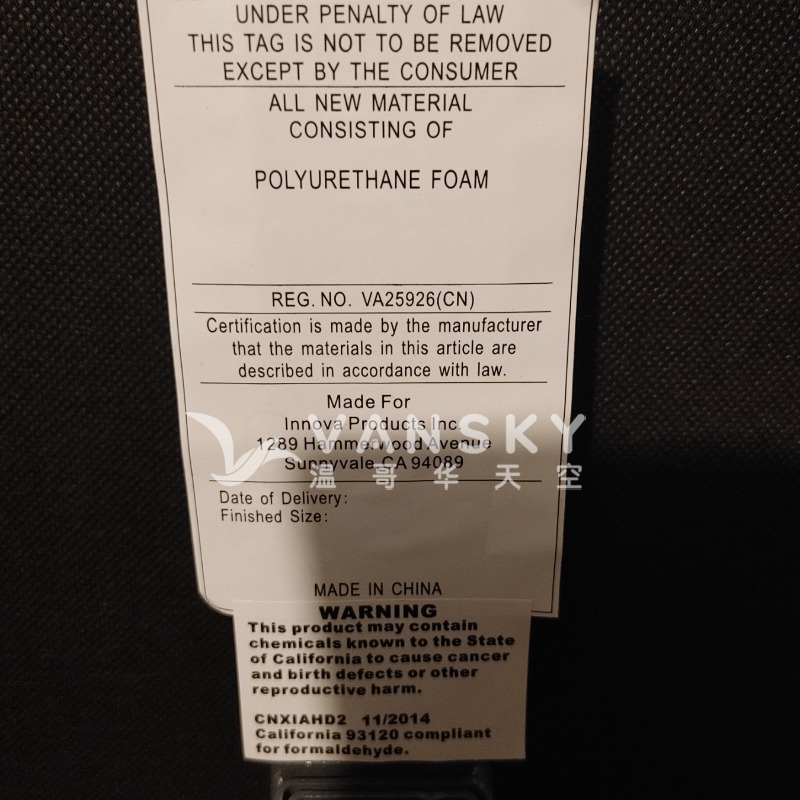 UNDER PENALTY OF LAW
THIS TAG IS NOT TO BE REMOVED
EXCEPT BY THE CONSUMER
ALL NEW MATERIAL
CONSISTING OF
POLYURETHANE FOAM
REG. NO. VA25926(CN)
Certification is made by the manufacturer
that the materials in this article are
described in accordance with law.
Made For
Innova Products Inc.
1289 Hammerwood Avenue
Sunnyvale CA 94089
VANSKY
温哥华天空
Date of Delivery:
Finished Size:
MADE IN CHINA
WARNING
This product may contain
chemicals known to the State
of California to cause cancer
and birth defects or other
reproductive harm.
CNXIAHD2 11/2014
California 93120 compliant
for formaldehyde.